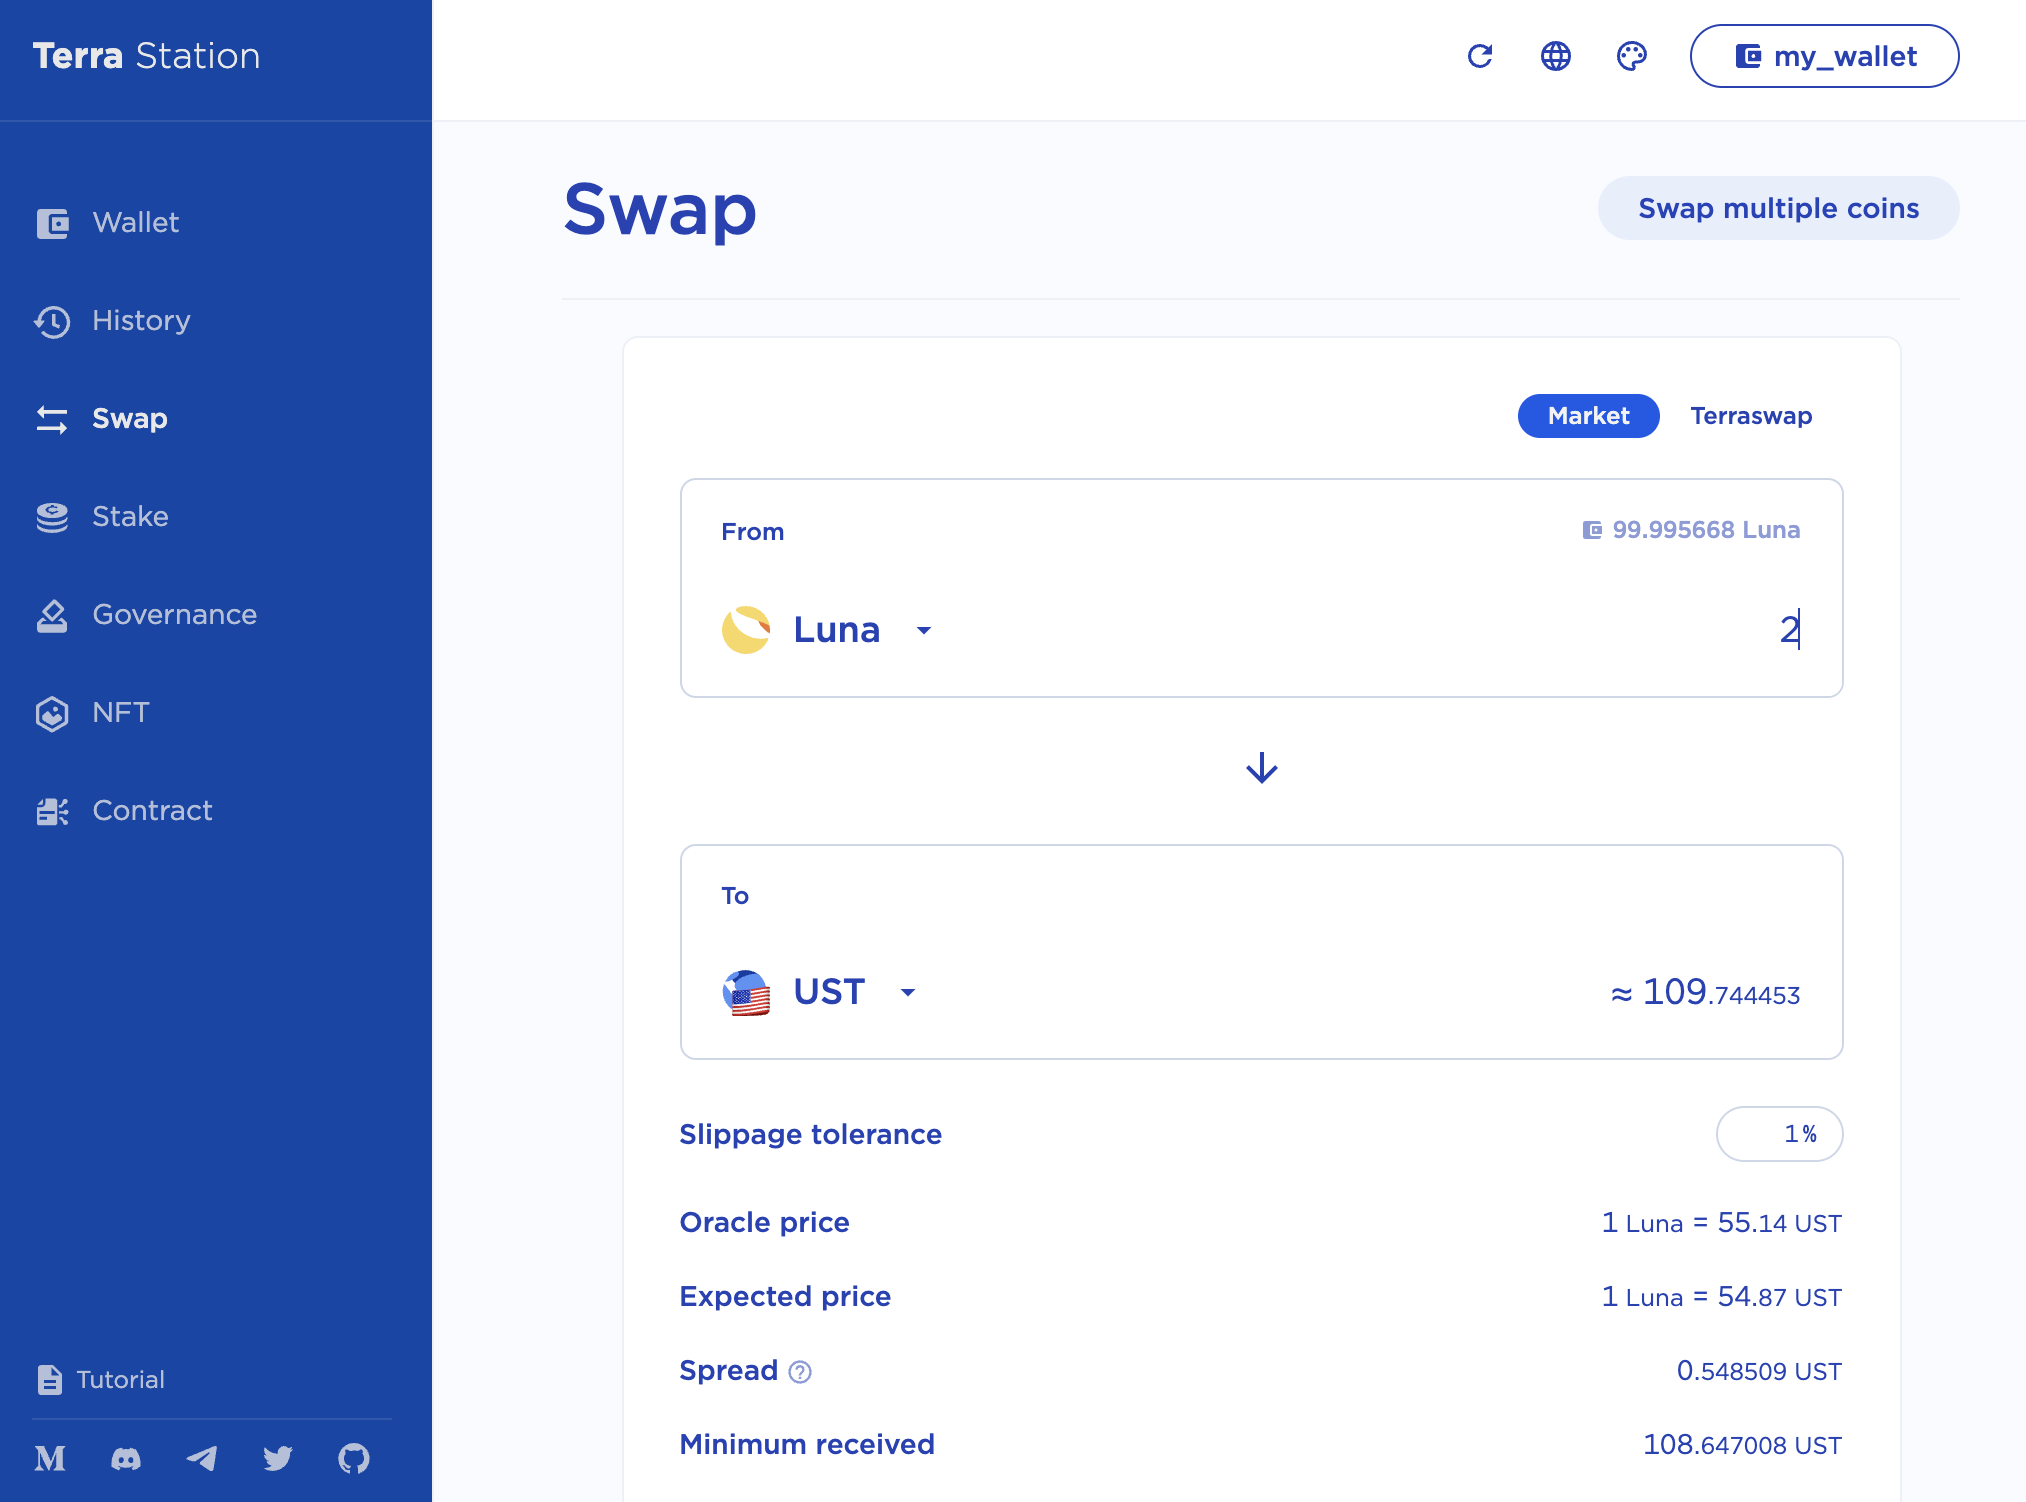 Terra Station
my_wallet
Wallet
History
Swap
Stake
Governance
NFT
Contract
Tutorial
Swap
Swap multiple coins
Market Terraswap
From 99.995668 Luna
Luna 2
To
UST ≈ 109.744453
Slippage tolerance 1%
Oracle price 1 Luna = 55.14 UST
Expected price 1 Luna = 54.87 UST
Spread 0.548509 UST
Minimum received 108.647008 UST